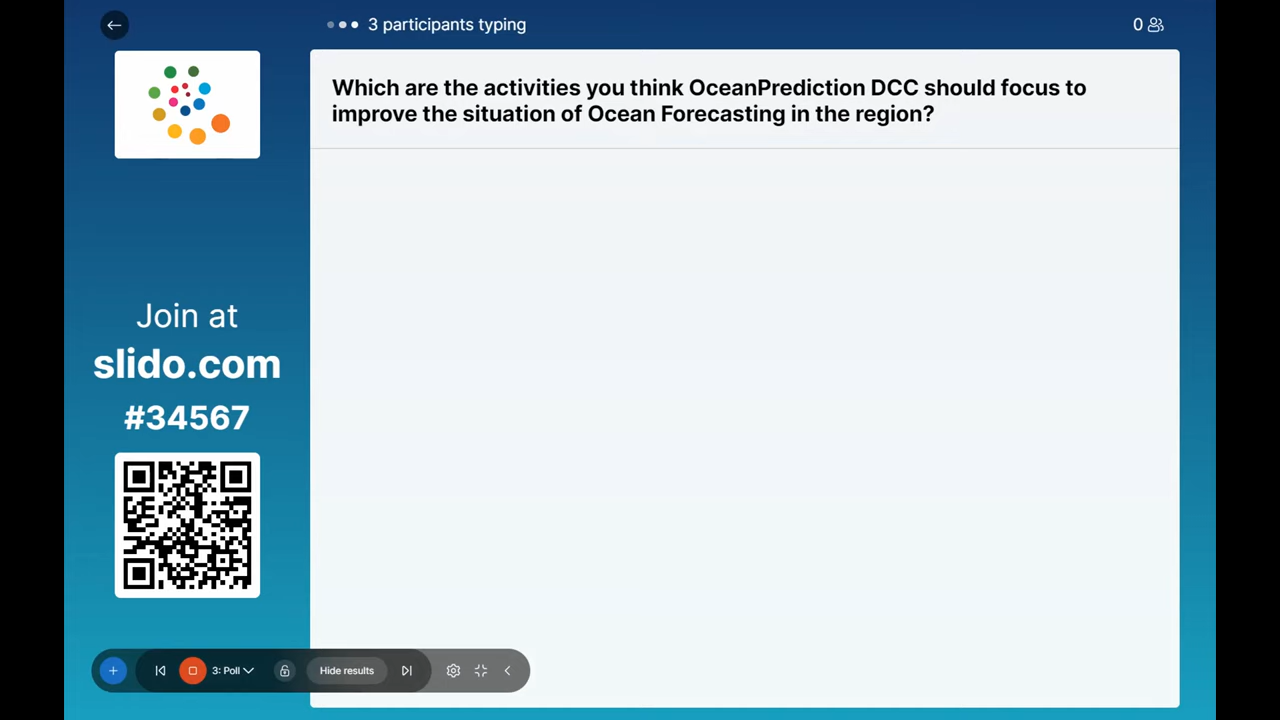 3 participants typing
0
Which are the activities you think OceanPrediction DCC should focus to
improve the situation of Ocean Forecasting in the region?
Join at
slido.com
#34567
3: Poll
Hide results